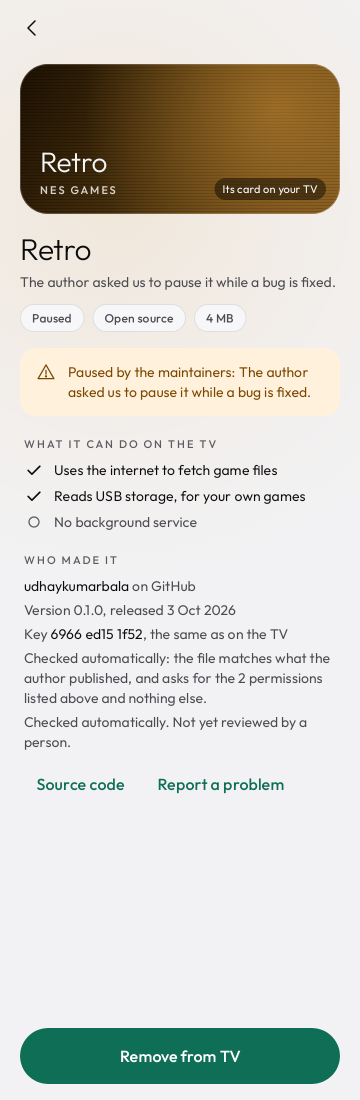 Retro
NES GAMES
Its card on your TV
Retro
The author asked us to pause it while a bug is fixed.
Paused
Open source
4 MB
Paused by the maintainers: The author
asked us to pause it while a bug is fixed.
WHAT IT CAN DO ON THE TV
Uses the internet to fetch game files
Reads USB storage, for your own games
No background service
WHO MADE IT
udhaykumarbala on GitHub
Version 0.1.0, released 3 Oct 2026
Key 6966 ed15 1f52, the same as on the TV
Checked automatically: the file matches what the
author published, and asks for the 2 permissions
listed above and nothing else.
Checked automatically. Not yet reviewed by a
person.
Source code
Report a problem
Remove from TV